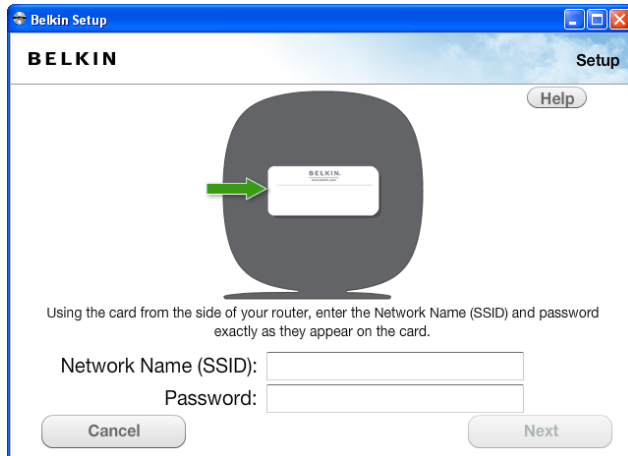 Belkin Setup
BELKIN
Setup
Help
BELKIN.
Using the card from the side of your router, enter the Network Name (SSID) and password
exactly as they appear on the card.
Network Name (SSID):
Password:
Cancel
Next